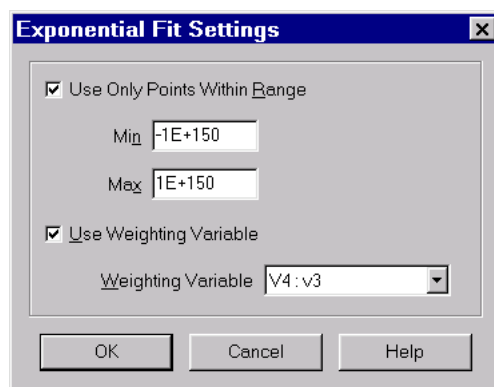 Exponential Fit Settings
Use Only Points Within Range
Min -1E+150
Max 1E+150
Use Weighting Variable
Weighting Variable V4 : v3
OK Cancel Help